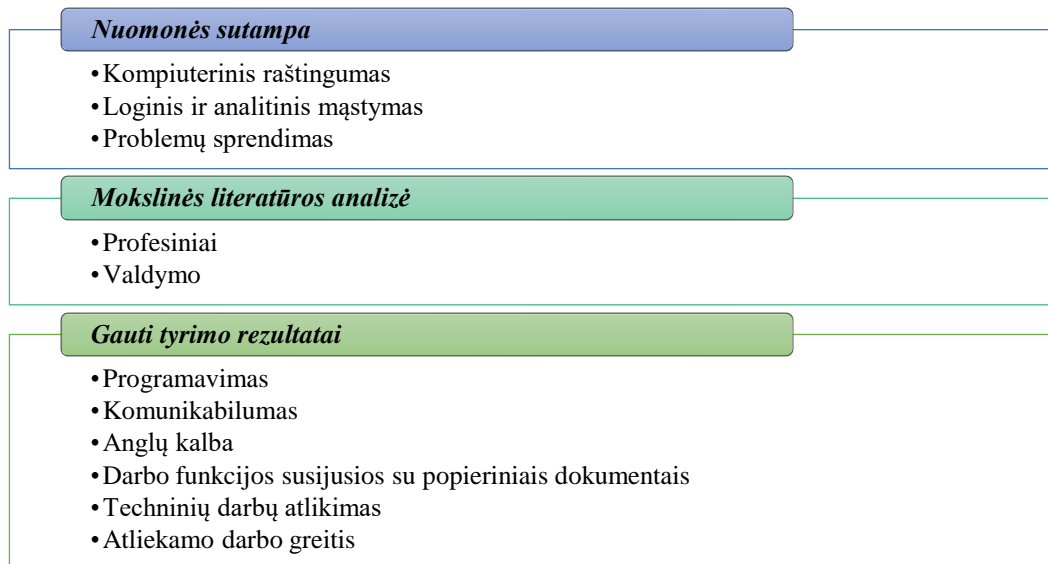 Nuomonės sutampa
•Kompiuterinis raštingumas
•Loginis ir analitinis mąstymas
•Problemų sprendimas
Mokslinės literatūros analizė
•Profesiniai
•Valdymo
Gauti tyrimo rezultatai
•Programavimas
•Komunikabilumas
•Anglų kalba
•Darbo funkcijos susijusios su popieriniais dokumentais
•Techninių darbų atlikimas
•Atliekamo darbo greitis